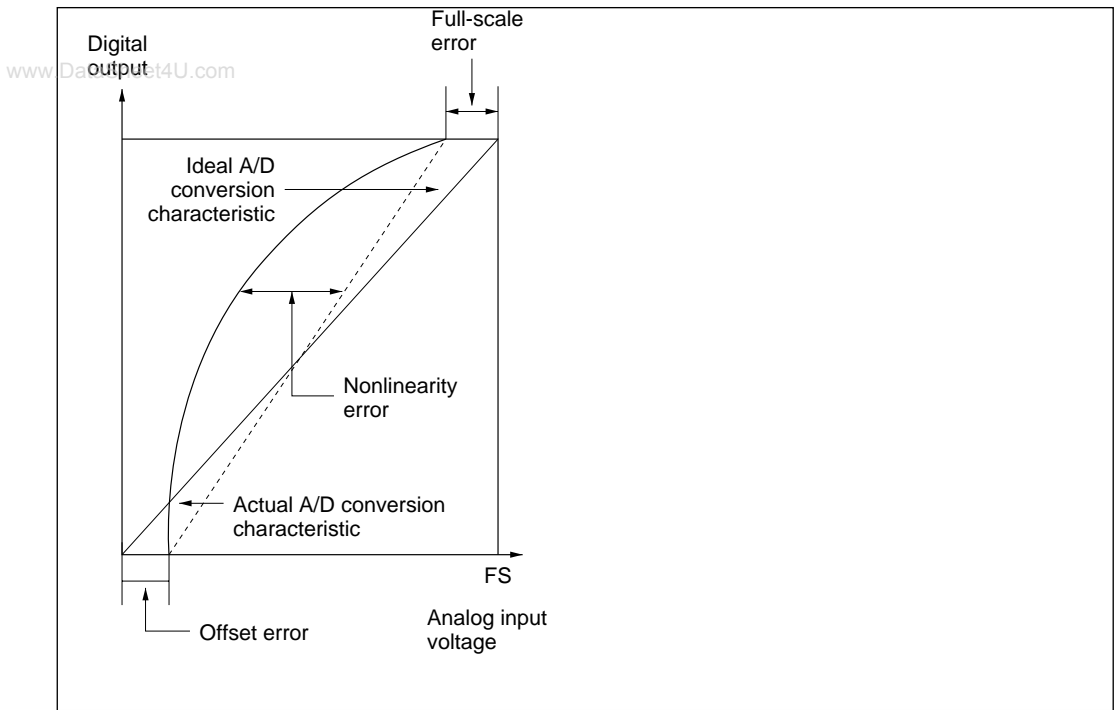 Full-scale
error
Digital
output
www.DataSheet4U.com
Ideal A/D
conversion
characteristic
Nonlinearity
error
Actual A/D conversion
characteristic
FS
Analog input
voltage
Offset error